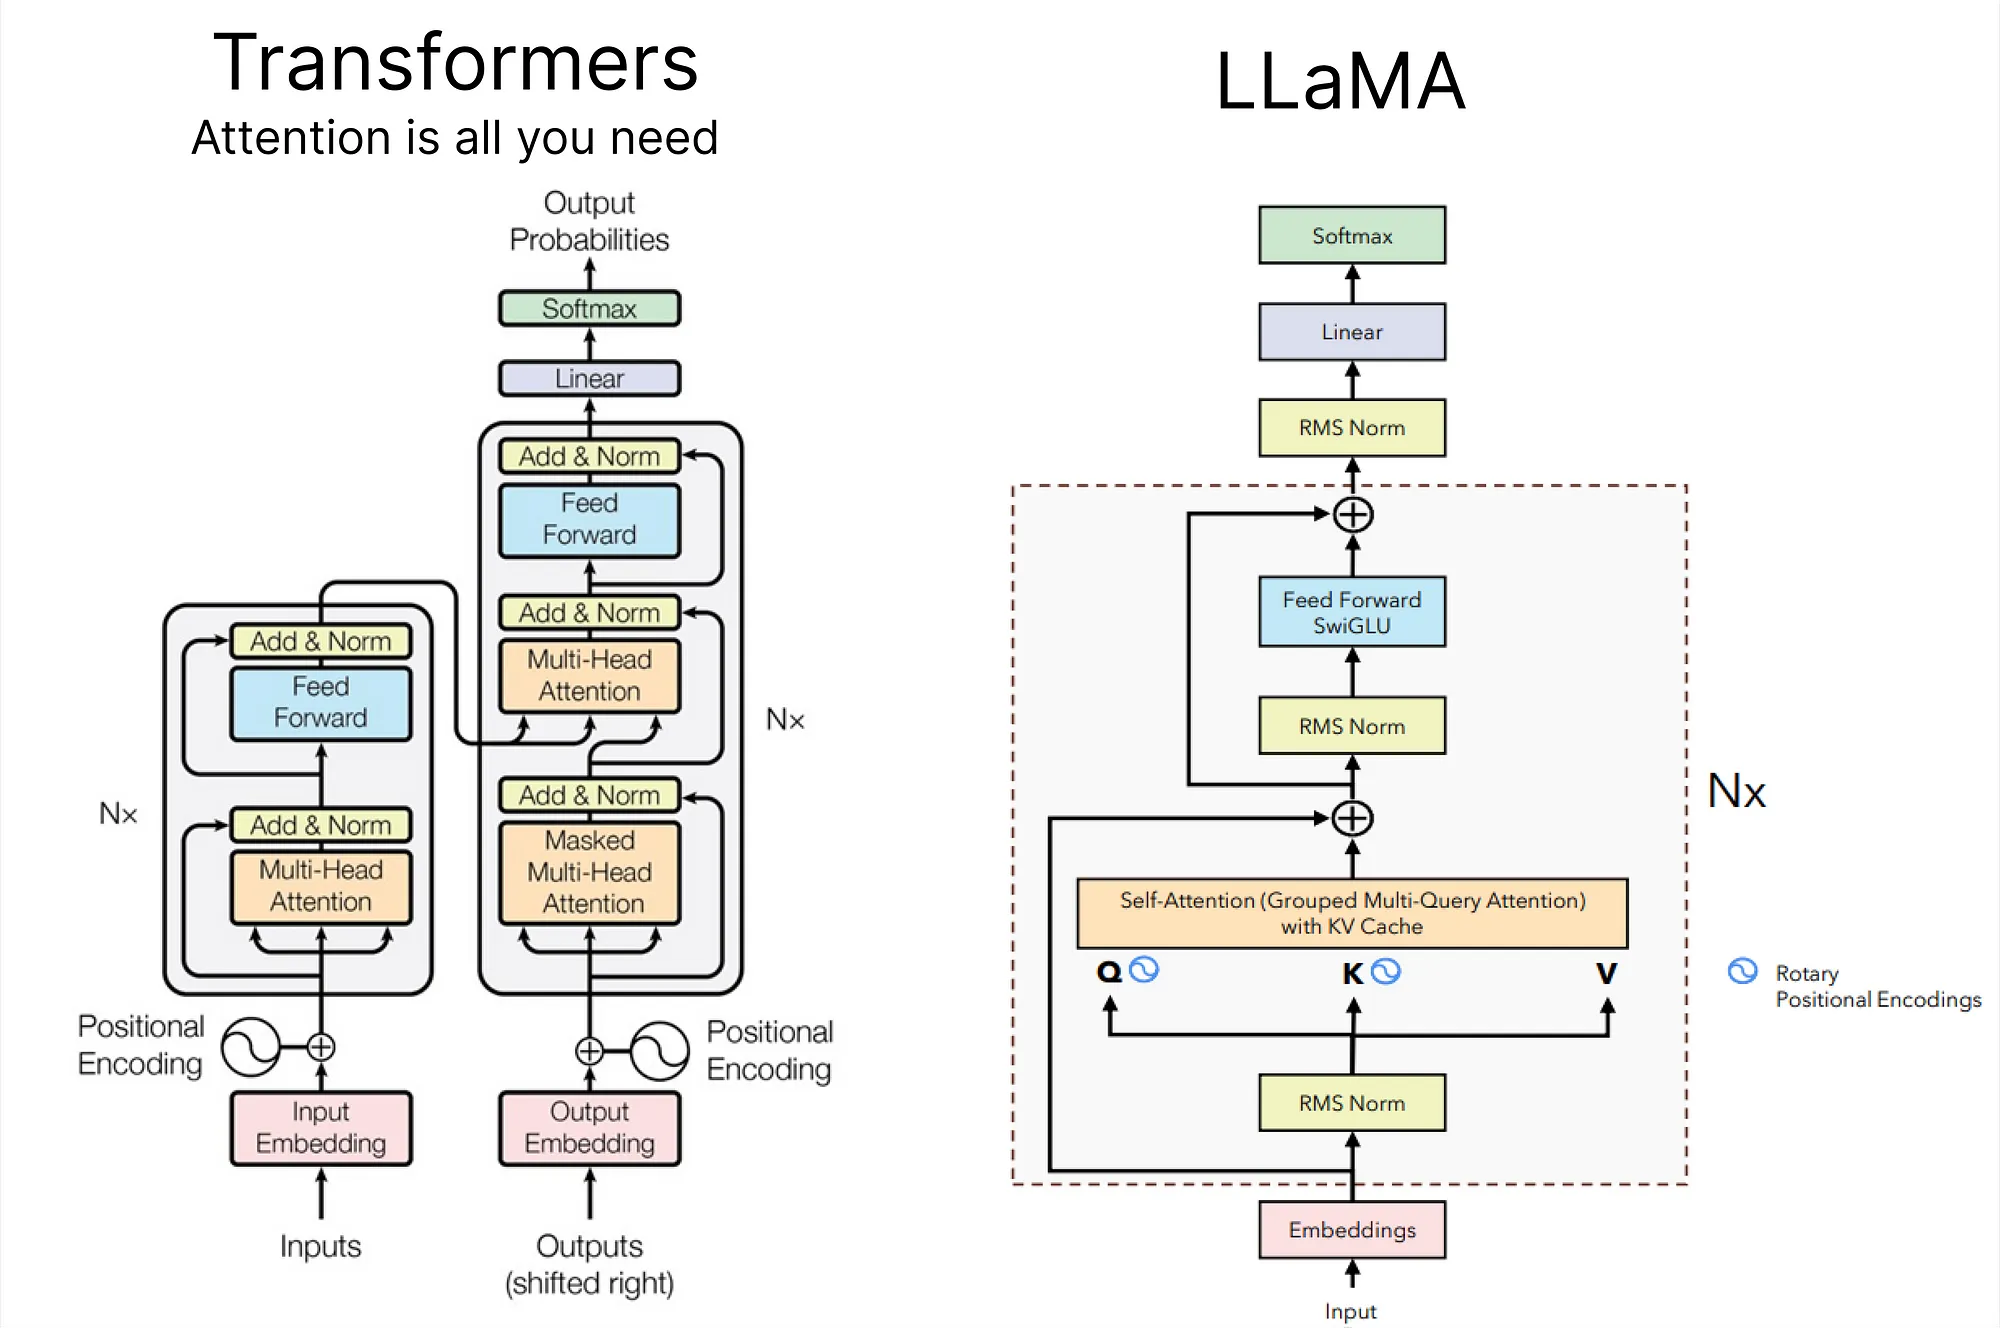 Transformers
Attention is all you need
Output
Probabilities
Softmax
Linear
Add & Norm
Feed
Forward
Add & Norm
Multi-Head
Attention
Add & Norm
Masked
Multi-Head
Attention
Nx
Add & Norm
Feed
Forward
Add & Norm
Multi-Head
Attention
Nx
Positional
Encoding
Positional
Encoding
Input
Embedding
Output
Embedding
Inputs
Outputs
(shifted right)
LLaMA
Softmax
Linear
RMS Norm
Feed Forward
SwiGLU
RMS Norm
Nx
Self-Attention (Grouped Multi-Query Attention)
with KV Cache
Q
K
V
Rotary
Positional Encodings
RMS Norm
Embeddings
Input